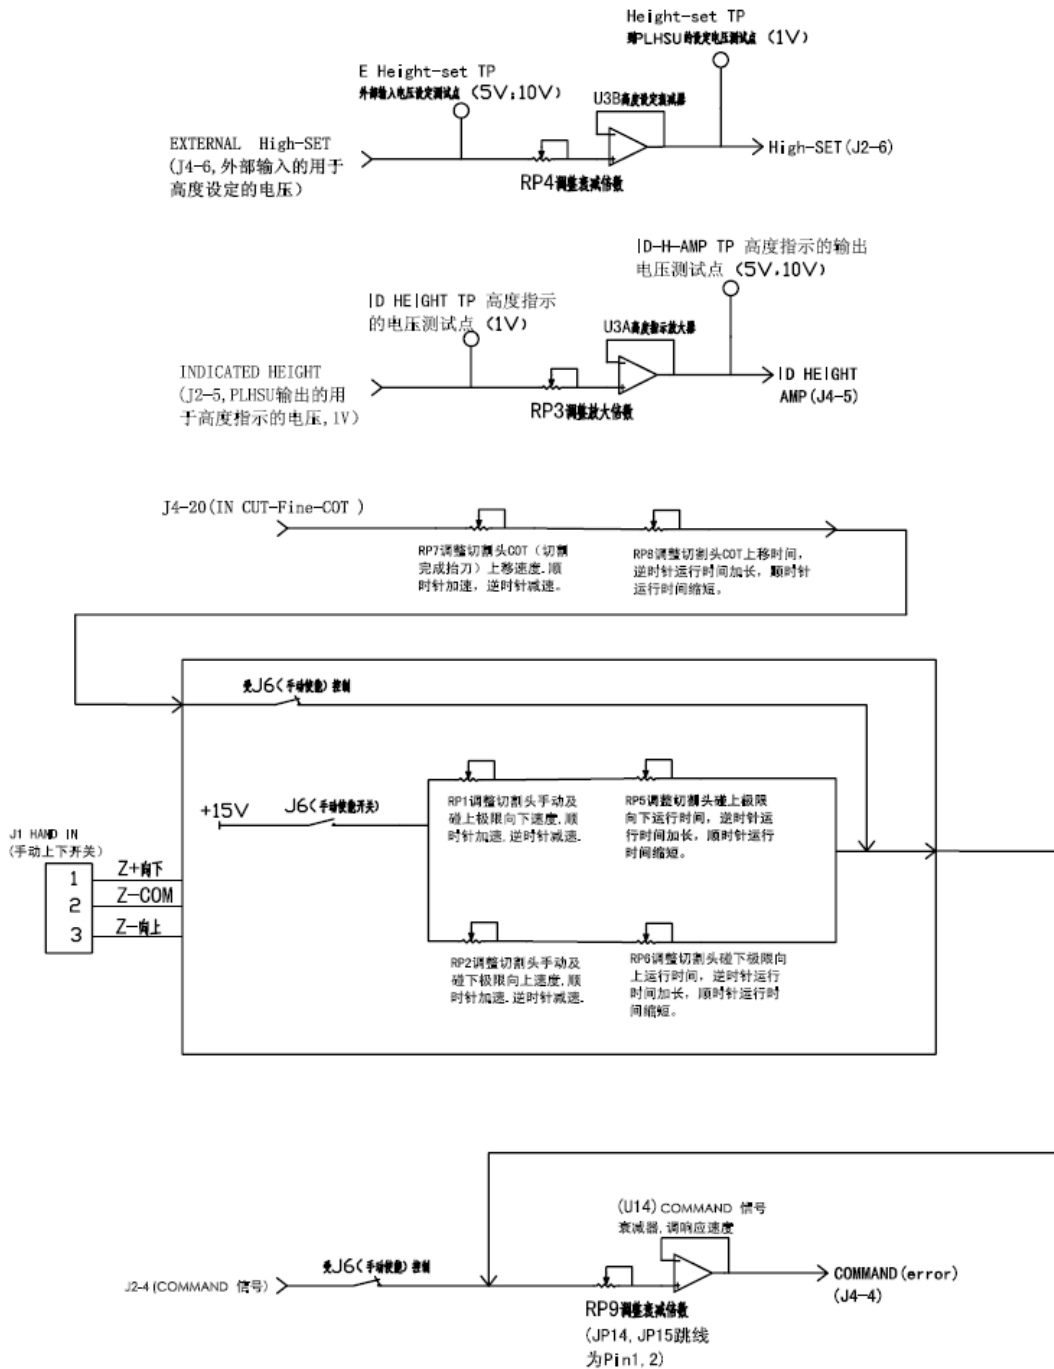 Height-set TP
到PLHSU的设定电压测试点 (1V)
E Height-set TP
外部输入电压设定测试点 (5V;10V)
U3B高度设定衰减器
EXTERNAL High-SET
(J4-6,外部输入的用于
高度设定的电压)
High-SET(J2-6)
RP4调整衰减倍数
ID-H-AMP TP 高度指示的输出
电压测试点 (5V,10V)
ID HEIGHT TP 高度指示
的电压测试点 (1V)
U3A高度指示放大器
INDICATED HEIGHT
(J2-5,PLHSU输出的用
于高度指示的电压,1V)
ID HEIGHT
AMP(J4-5)
RP3调整放大倍数
J4-20(IN CUT-Fine-COT )
RP7调整切割头COT(切割
完成抬刀)上移速度.顺
时针加速,逆时针减速。
RP8调整切割头COT上移时间,
逆时针运行时间加长,顺时针
运行时间缩短。
受J6(手动使能)控制
+15V
J6(手动使能开关)
RP1调整切割头手动及
碰上极限向下速度,顺
时针加速,逆时针减速.
RP5调整切割头碰上极限
向下运行时间,逆时针运
行时间加长,顺时针运行
时间缩短。
J1 HAND IN
(手动上下开关)
1
Z+向下
2
Z-COM
3
Z-向上
RP2调整切割头手动及
碰下极限向上速度,顺
时针加速.逆时针减速.
RP6调整切割头碰下极限向
上运行时间,逆时针运行
时间加长,顺时针运行时
间缩短。
(U14) COMMAND 信号
衰减器,调响应速度
J2-4 (COMMAND 信号)
受J6(手动使能)控制
COMMAND(error)
(J4-4)
RP9调整衰减倍数
(JP14, JP15跳线
为Pin1, 2)